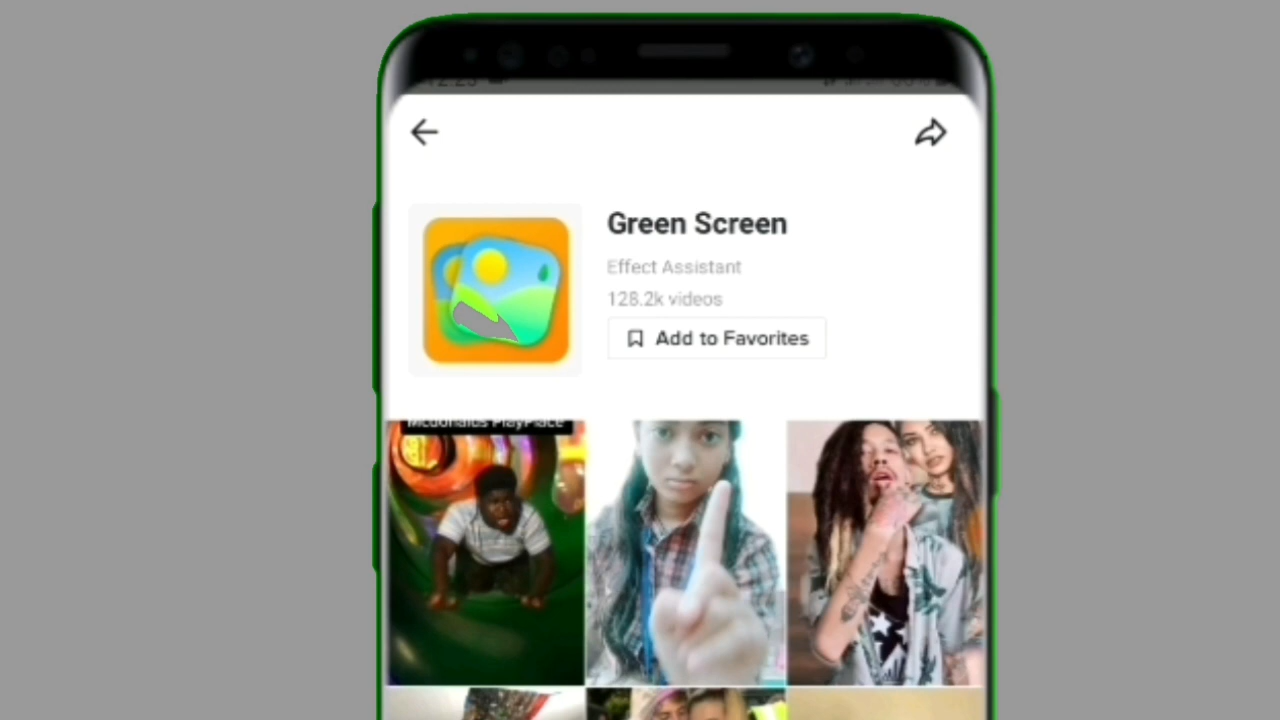 Green Screen
Effect Assistant
128.2k videos
Add to Favorites
Mcdonalds PlayPlace